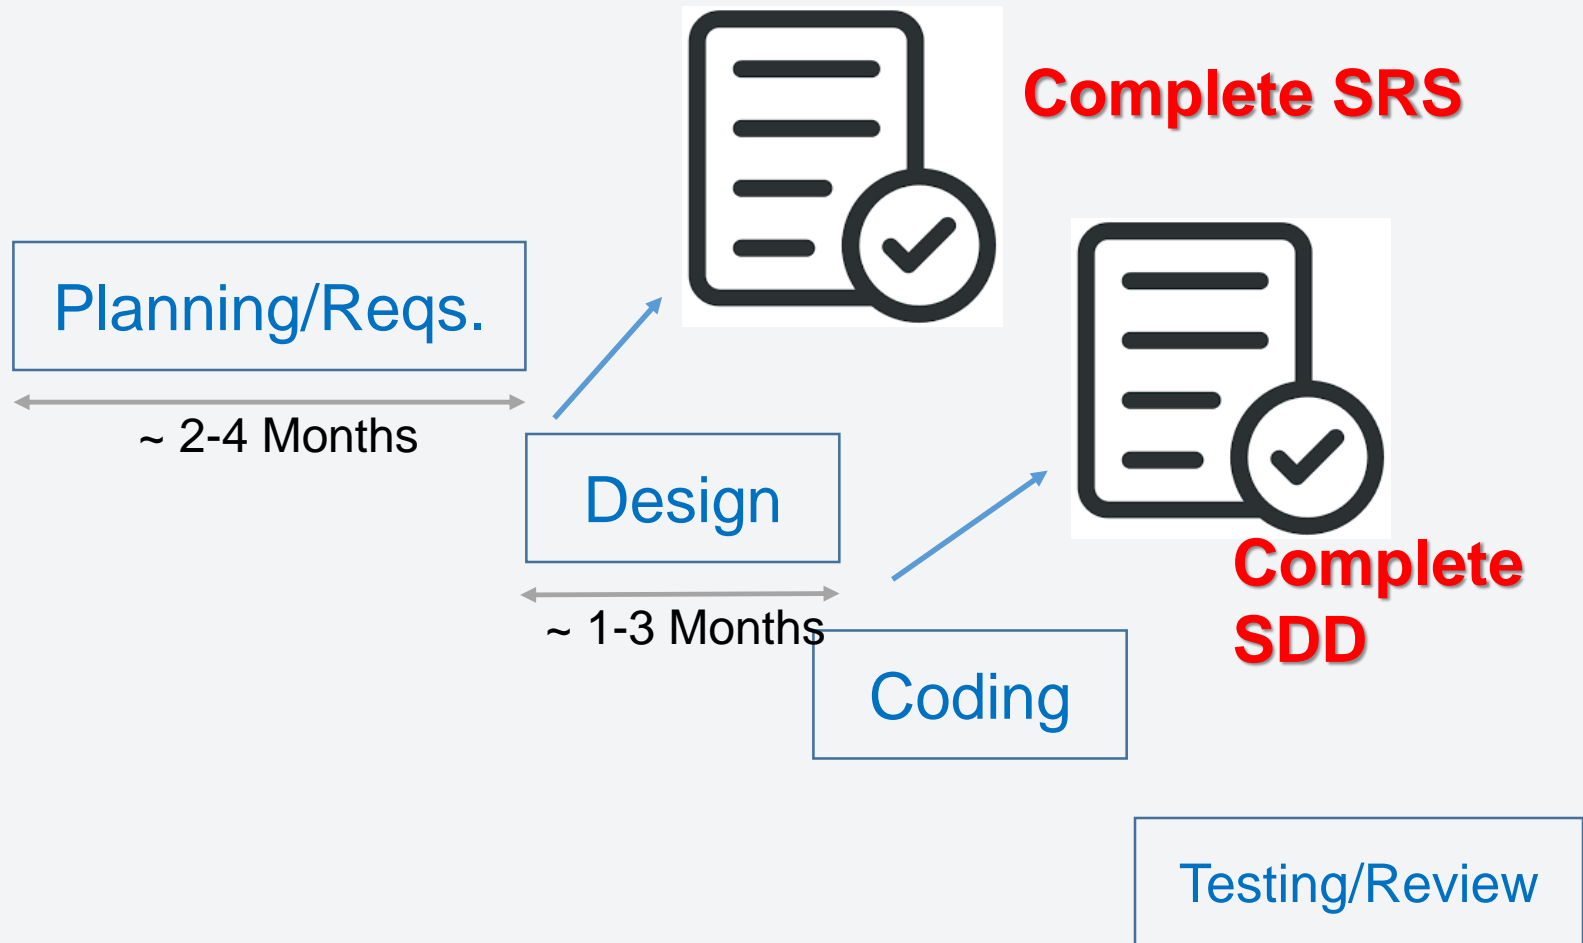 Complete SRS
Planning/Reqs.
~ 2-4 Months
Design
Complete
SDD
~ 1-3 Months
Coding
Testing/Review